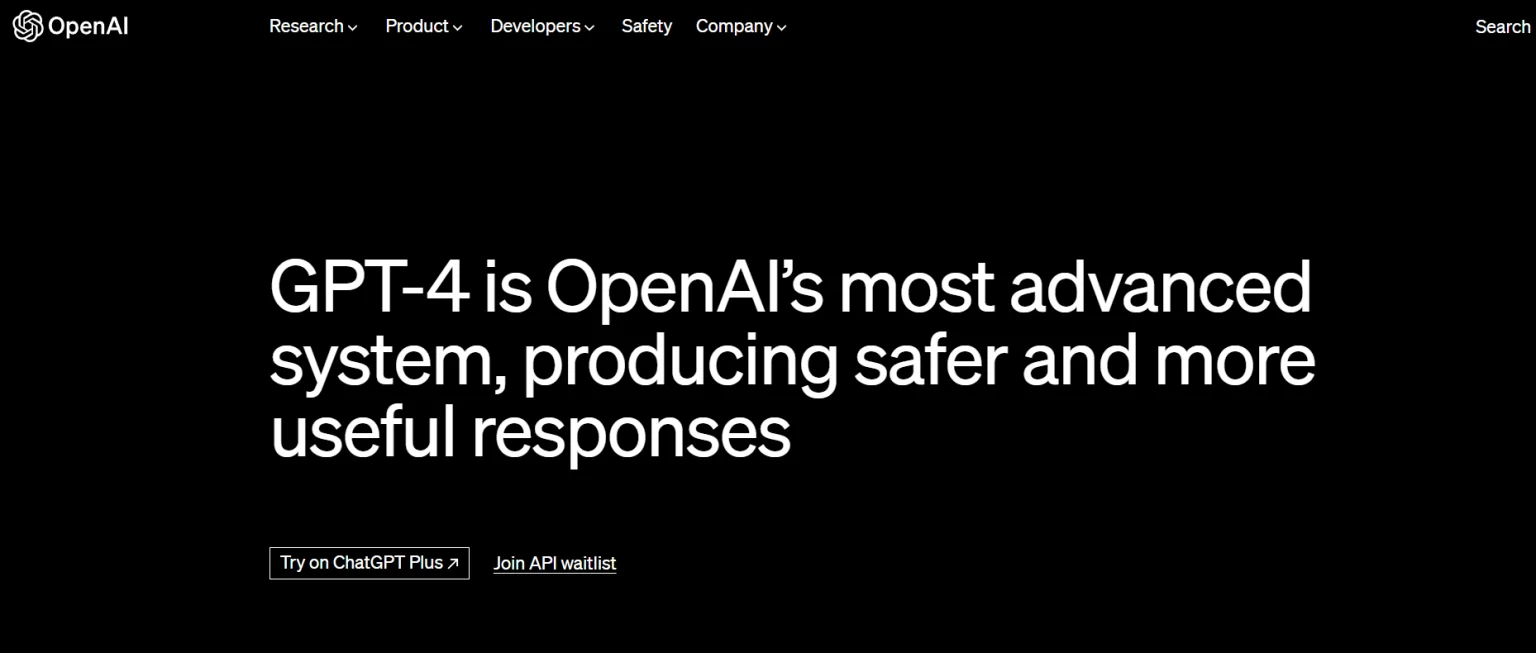 OpenAI
Research Product Developers Safety Company Search
GPT-4 is OpenAI’s most advanced
system, producing safer and more
useful responses
Try on ChatGPT Plus ↗ Join API waitlist